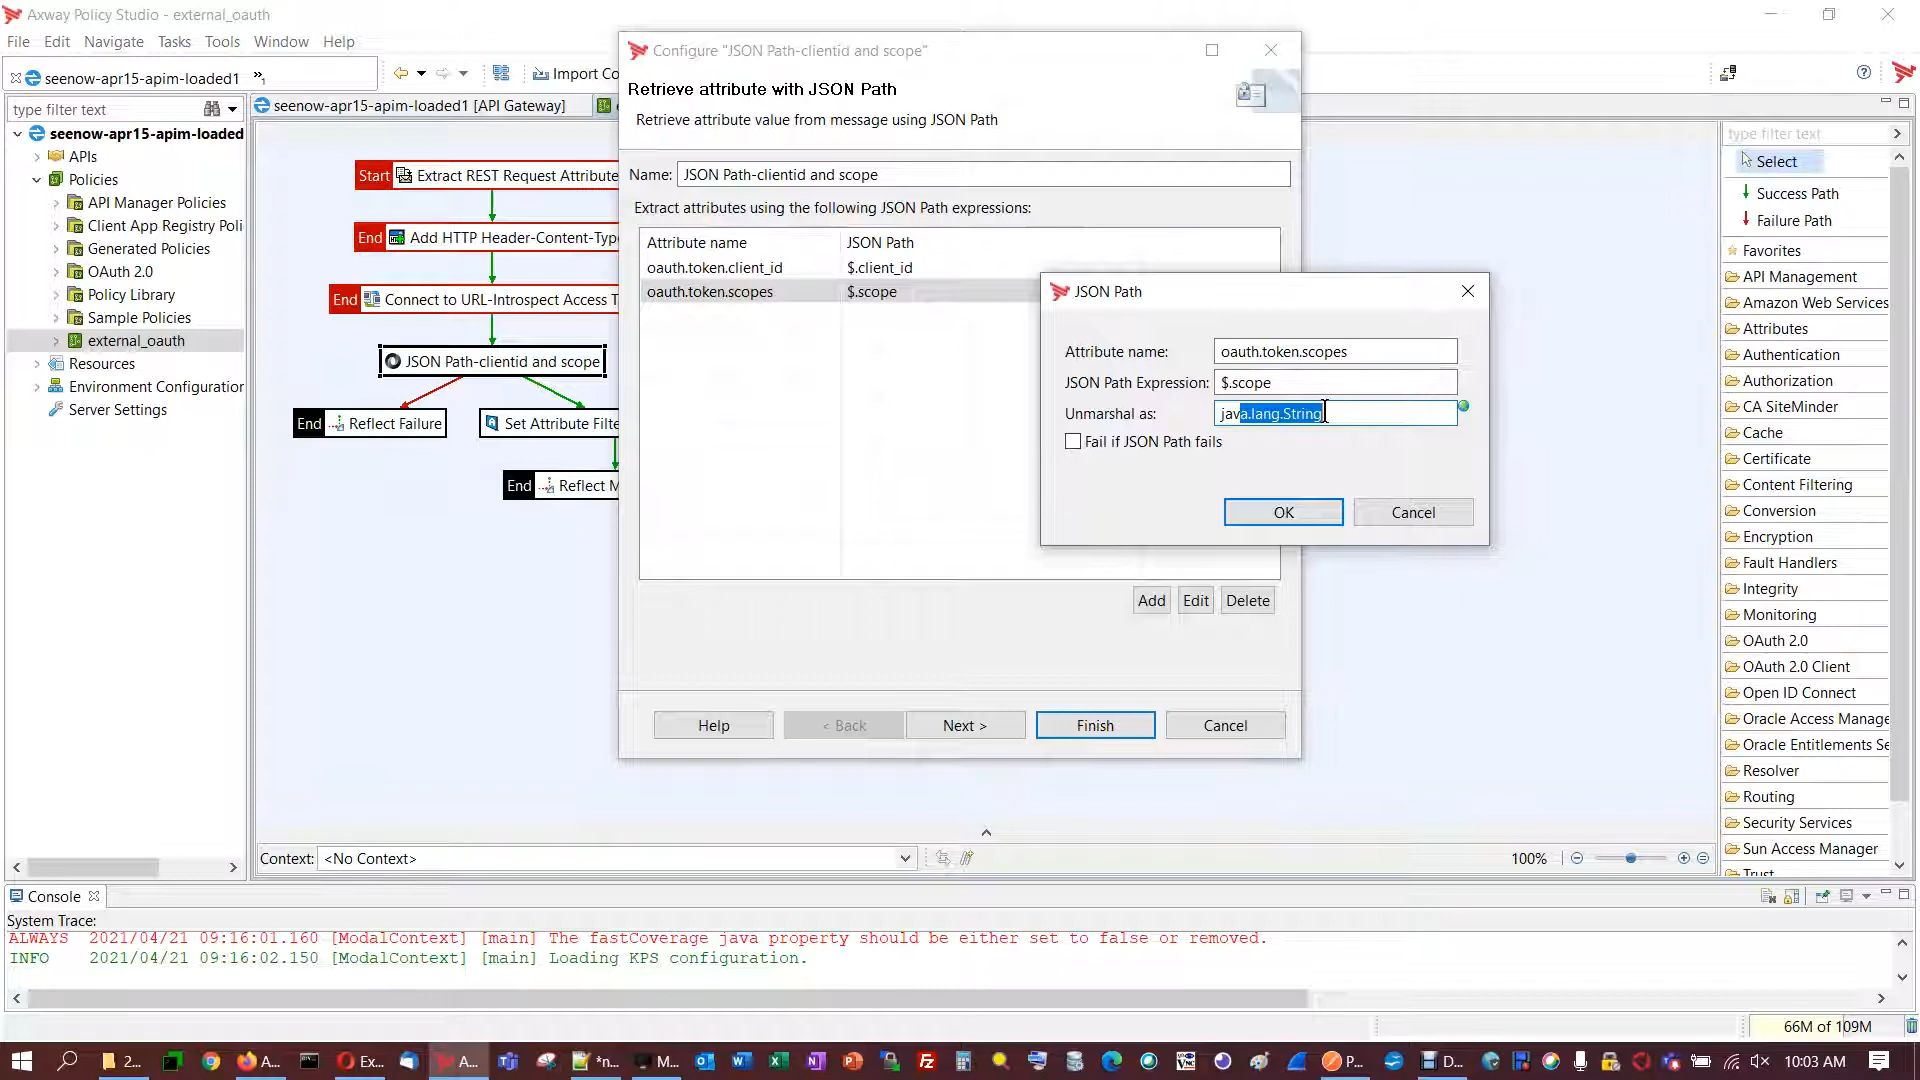 Axway Policy Studio - external_oauth
File Edit Navigate Tasks Tools Window Help
seenow-apr15-apim-loaded1
Import Co
type filter text
seenow-apr15-apim-loaded
APIs
Policies
API Manager Policies
Client App Registry Poli
Generated Policies
OAuth 2.0
Policy Library
Sample Policies
external_oauth
Resources
Environment Configuration
Server Settings
seenow-apr15-apim-loaded1 [API Gateway]
Start Extract REST Request Attribute
End Add HTTP Header-Content-Type
End Connect to URL-Introspect Access T
JSON Path-clientid and scope
End Reflect Failure
Set Attribute Filte
End Reflect M
Configure "JSON Path-clientid and scope"
Retrieve attribute with JSON Path
Retrieve attribute value from message using JSON Path
Name: JSON Path-clientid and scope
Extract attributes using the following JSON Path expressions:
Attribute name JSON Path
oauth.token.client_id $.client_id
oauth.token.scopes $.scope
Add Edit Delete
Help < Back Next > Finish Cancel
JSON Path
Attribute name: oauth.token.scopes
JSON Path Expression: $.scope
Unmarshal as: java.lang.String
Fail if JSON Path fails
OK Cancel
type filter text
Select
Success Path
Failure Path
Favorites
API Management
Amazon Web Services
Attributes
Authentication
Authorization
CA SiteMinder
Cache
Certificate
Content Filtering
Conversion
Encryption
Fault Handlers
Integrity
Monitoring
OAuth 2.0
OAuth 2.0 Client
Open ID Connect
Oracle Access Manage
Oracle Entitlements Se
Resolver
Routing
Security Services
Sun Access Manager
Trust
Context: <No Context>
100%
Console
System Trace:
ALWAYS 2021/04/21 09:16:01.160 [ModalContext] [main] The fastCoverage java property should be either set to false or removed.
INFO 2021/04/21 09:16:02.150 [ModalContext] [main] Loading KPS configuration.
66M of 109M
2... A... Ex... A... *n... M... P... D... 10:03 AM